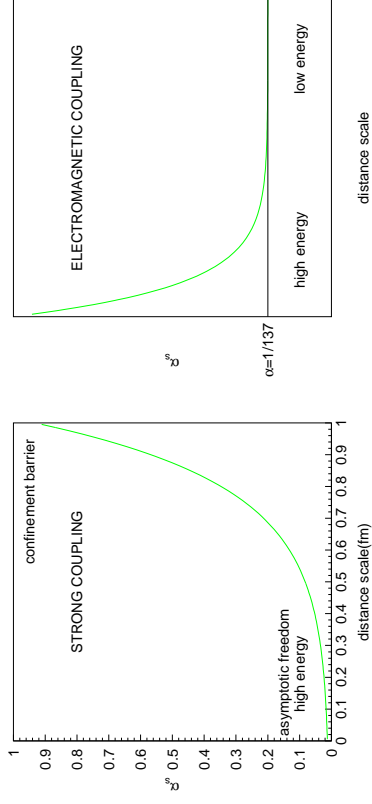 STRONG COUPLING
confinement barrier
asymptotic freedom
high energy
α_s
1
0.9
0.8
0.7
0.6
0.5
0.4
0.3
0.2
0.1
0
0 0.1 0.2 0.3 0.4 0.5 0.6 0.7 0.8 0.9 1
distance scale(fm)
ELECTROMAGNETIC COUPLING
α_s
α=1/137
high energy low energy
distance scale